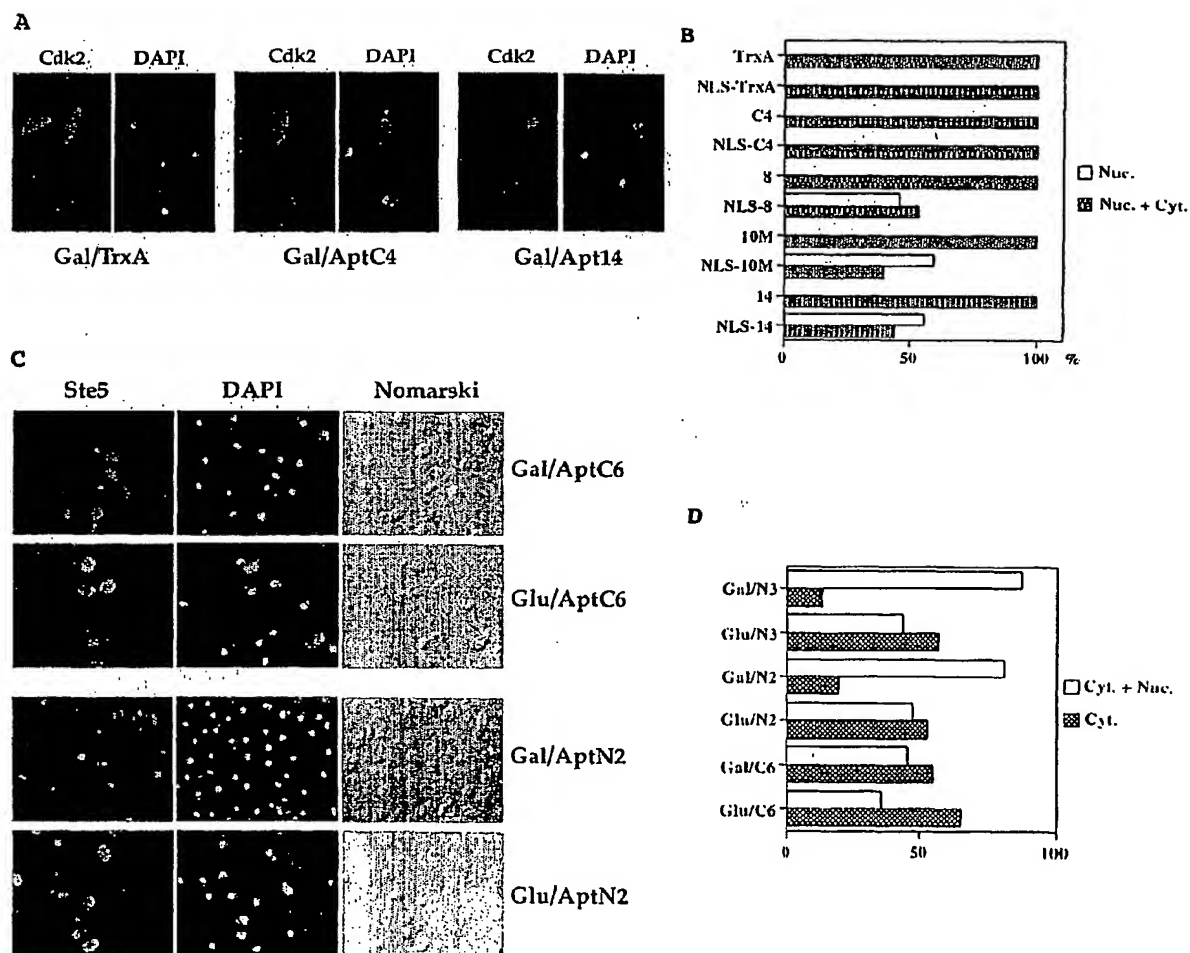 A
Cdk2 DAPI Cdk2 DAPI Cdk2 DAPI
Gal/TrxA Gal/AptC4 Gal/Apt14
B
TrxA
NLS-TrxA
C4
NLS-C4
8
NLS-8
10M
NLS-10M
14
NLS-14
0 50 100 %
Nuc.
Nuc. + Cyt.
C
Ste5 DAPI Nomarski
Gal/AptC6
Glu/AptC6
Gal/AptN2
Glu/AptN2
D
Gal/N3
Glu/N3
Gal/N2
Glu/N2
Gal/C6
Glu/C6
0 50 100
Cyt. + Nuc.
Cyt.